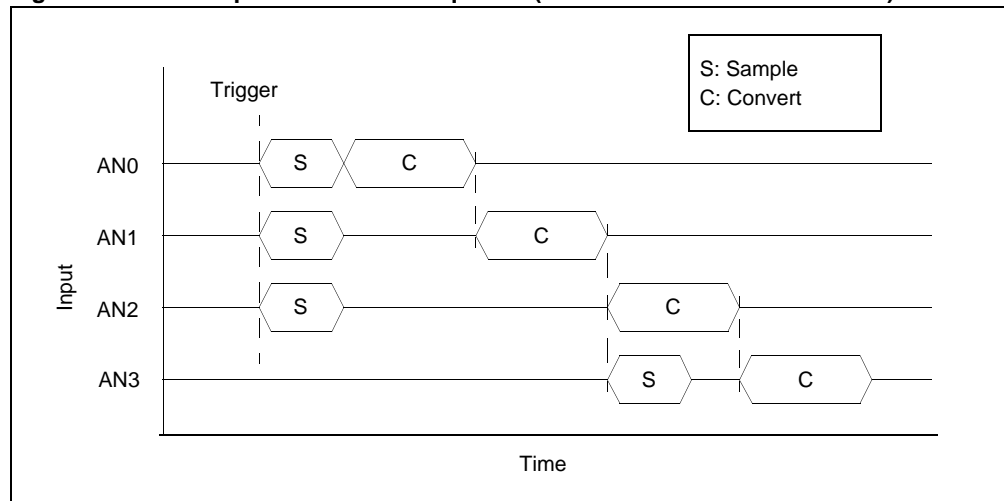 S: Sample
C: Convert
Trigger
AN0 S C
AN1 S C
Input
AN2 S C
AN3 S C
Time